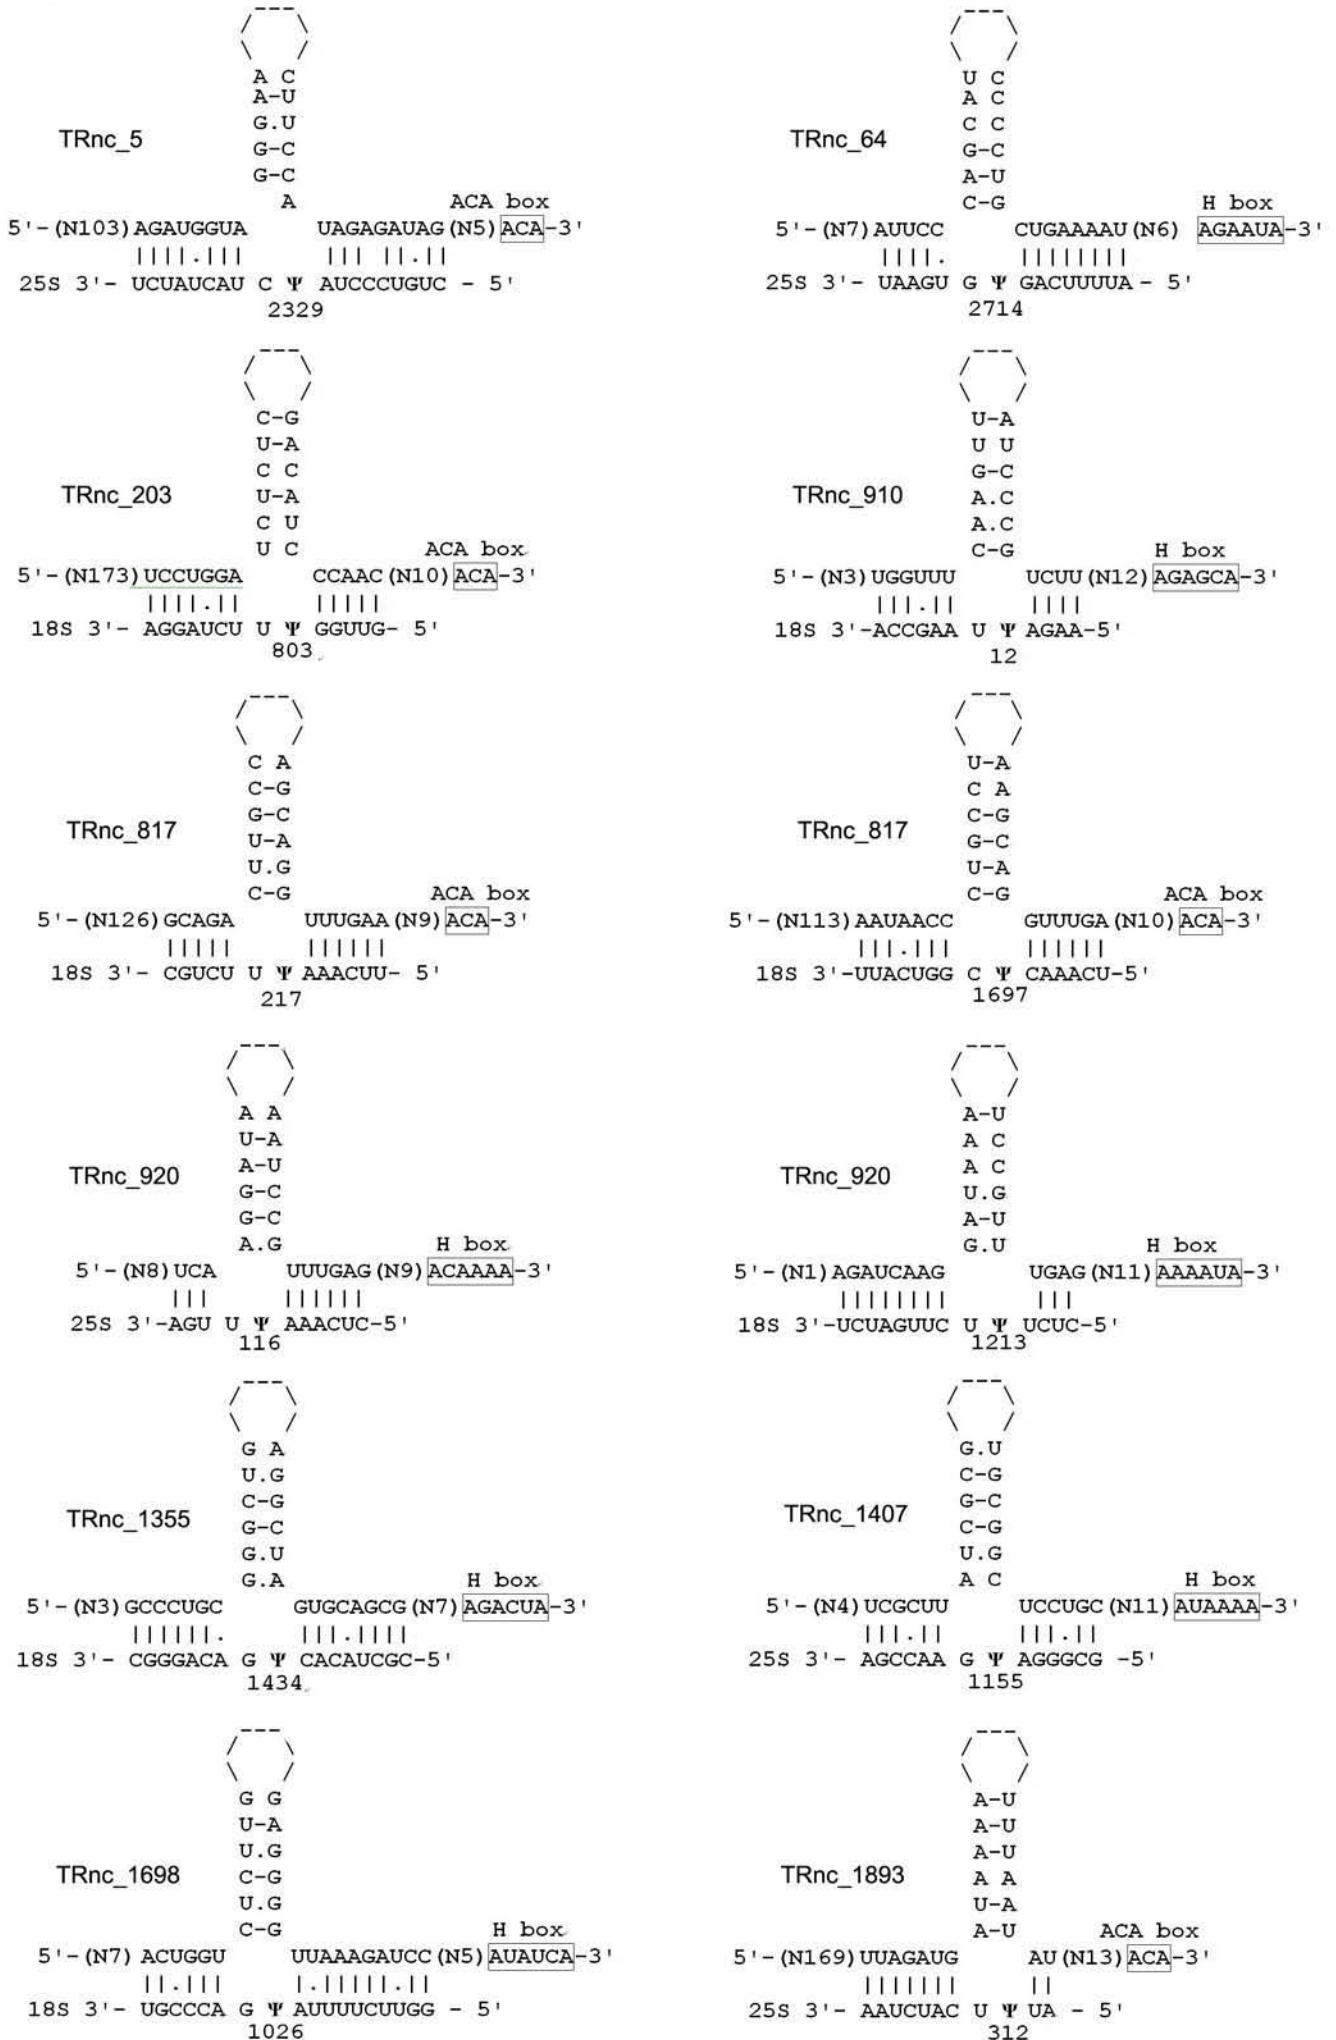 A C
A-U
G.U
TRnc_5
G-C
G-C
A
ACA box
5'-(N103)AGAUGGUA UAGAGAUAG(N5)ACA-3'
||||.||| ||| ||.||
25S 3'- UCUAUCAU C Ψ AUCCCUGUC - 5'
2329
U C
A C
C C
TRnc_64
G-C
A-U
C-G
H box
5'-(N7)AUUCC CUGAAAAU(N6) AGAAUA-3'
||||. ||||||||
25S 3'- UAAGU G Ψ GACUUUUA - 5'
2714
C-G
U-A
C C
TRnc_203
U-A
C U
U C
ACA box
5'-(N173)UCCUGGA CCAAC(N10)ACA-3'
||||.|| |||||
18S 3'- AGGAUCU U Ψ GGUUG- 5'
803
U-A
U U
G-C
TRnc_910
A.C
A.C
C-G
H box
5'-(N3)UGGUUU UCUU(N12)AGAGCA-3'
|||.|| ||||
18S 3'-ACCGAA U Ψ AGAA-5'
12
C A
C-G
G-C
TRnc_817
U-A
U.G
C-G
ACA box
5'-(N126)GCAGA UUUGAA(N9)ACA-3'
||||| ||||||
18S 3'- CGUCU U Ψ AAACUU- 5'
217
U-A
C A
C-G
TRnc_817
G-C
U-A
C-G
ACA box
5'-(N113)AAUAACC GUUUGA(N10)ACA-3'
|||.||| ||||||
18S 3'-UUACUGG C Ψ CAAACU-5'
1697
A A
U-A
A-U
TRnc_920
G-C
G-C
A.G
H box
5'-(N8)UCA UUUGAG(N9)ACAAAA-3'
||| ||||||
25S 3'-AGU U Ψ AAACUC-5'
116
A-U
A C
A C
TRnc_920
U.G
A-U
G.U
H box
5'-(N1)AGAUCAAG UGAG(N11)AAAAUA-3'
|||||||| |||
18S 3'-UCUAGUUC U Ψ UCUC-5'
1213
G A
U.G
C-G
TRnc_1355
G-C
G.U
G.A
H box
5'-(N3)GCCCUGC GUGCAGCG(N7)AGACUA-3'
||||||. |||.||||
18S 3'- CGGGACA G Ψ CACAUCGC-5'
1434
G.U
C-G
G-C
TRnc_1407
C-G
U.G
A C
H box
5'-(N4)UCGCUU UCCUGC(N11)AUAAAA-3'
|||.|| |||.||
25S 3'- AGCCAA G Ψ AGGGCG -5'
1155
G G
U-A
U.G
TRnc_1698
C-G
U.G
C-G
H box
5'-(N7) ACUGGU UUAAAGAUCC(N5)AUAUCA-3'
||.||| |.|||||.||
18S 3'- UGCCCA G Ψ AUUUUCUUGG - 5'
1026
A-U
A-U
A-U
TRnc_1893
A A
U-A
A-U
ACA box
5'-(N169)UUAGAUG AU(N13)ACA-3'
||||||| ||
25S 3'- AAUCUAC U Ψ UA - 5'
312